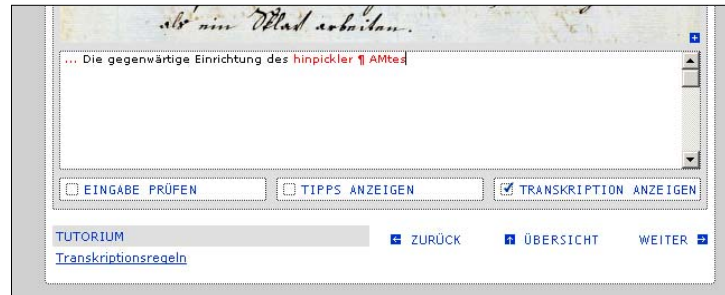 als ein Sklav arbeiten.
... Die gegenwärtige Einrichtung des hinpickler ¶ AMtes
EINGABE PRÜFEN
TIPPS ANZEIGEN
TRANSKRIPTION ANZEIGEN
TUTORIUM
ZURÜCK
ÜBERSICHT
WEITER
Transkriptionsregeln